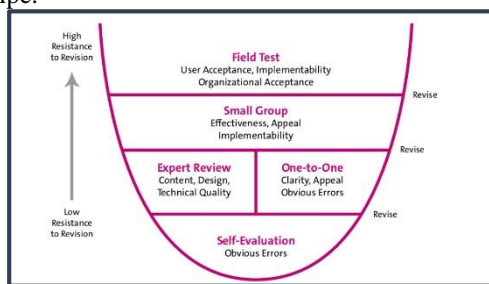 High
Resistance
to Revision
Field Test
User Acceptance, Implementability
Organizational Acceptance
Revise
Small Group
Effectiveness, Appeal
Implementability
Revise
Expert Review
Content, Design,
Technical Quality
One-to-One
Clarity, Appeal
Obvious Errors
Revise
Low
Resistance
to Revision
Self-Evaluation
Obvious Errors